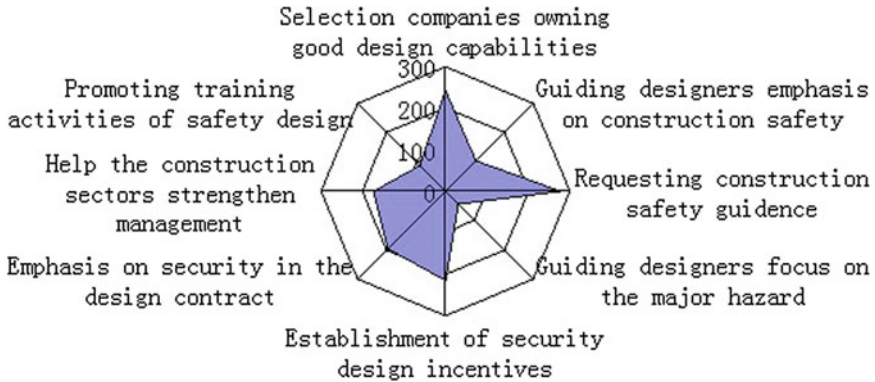 Selection companies owning
good design capabilities
300
200
100
0
Guiding designers emphasis
on construction safety
Requesting construction
safety guidence
Guiding designers focus on
the major hazard
Establishment of security
design incentives
Emphasis on security in the
design contract
Help the construction
sectors strengthen
management
Promoting training
activities of safety design